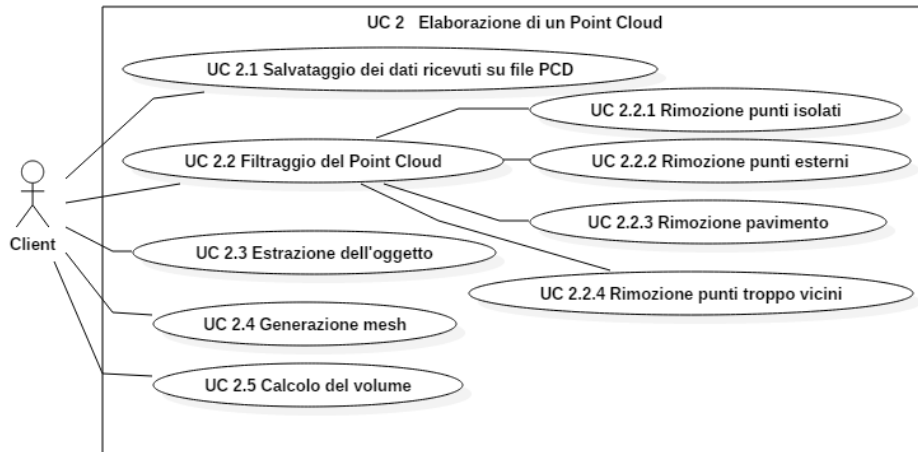 UC 2 Elaborazione di un Point Cloud
UC 2.1 Salvataggio dei dati ricevuti su file PCD
UC 2.2.1 Rimozione punti isolati
UC 2.2 Filtraggio del Point Cloud
UC 2.2.2 Rimozione punti esterni
UC 2.2.3 Rimozione pavimento
Client
UC 2.3 Estrazione dell'oggetto
UC 2.2.4 Rimozione punti troppo vicini
UC 2.4 Generazione mesh
UC 2.5 Calcolo del volume